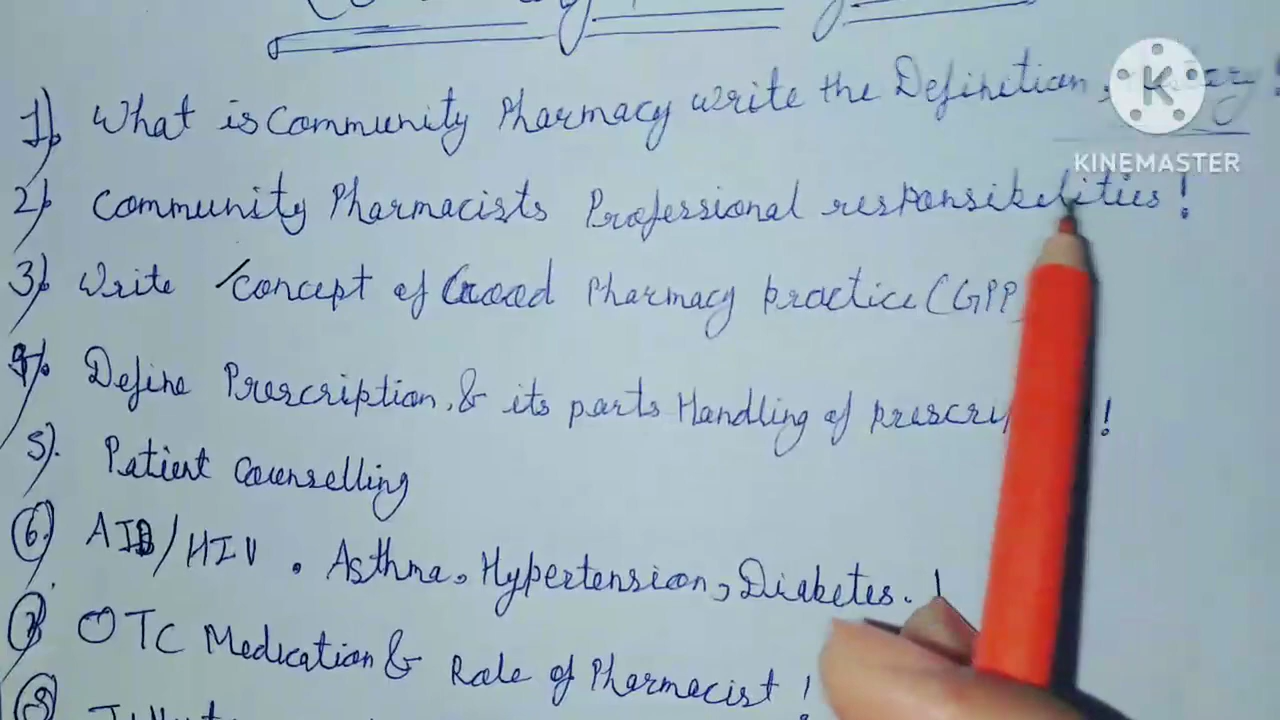 1) What is Community Pharmacy write the Definition,
KINEMASTER
2) Community Pharmacists Professional responsibilities!
3) Write concept of Good Pharmacy practice (GPP)
4) Define Prescription, & its parts Handling of prescri !
5). Patient Counselling
6. AID/HIV . Asthma, Hypertension, Diabetes. !
7) OTC Medication & Role of Pharmacist!
8)